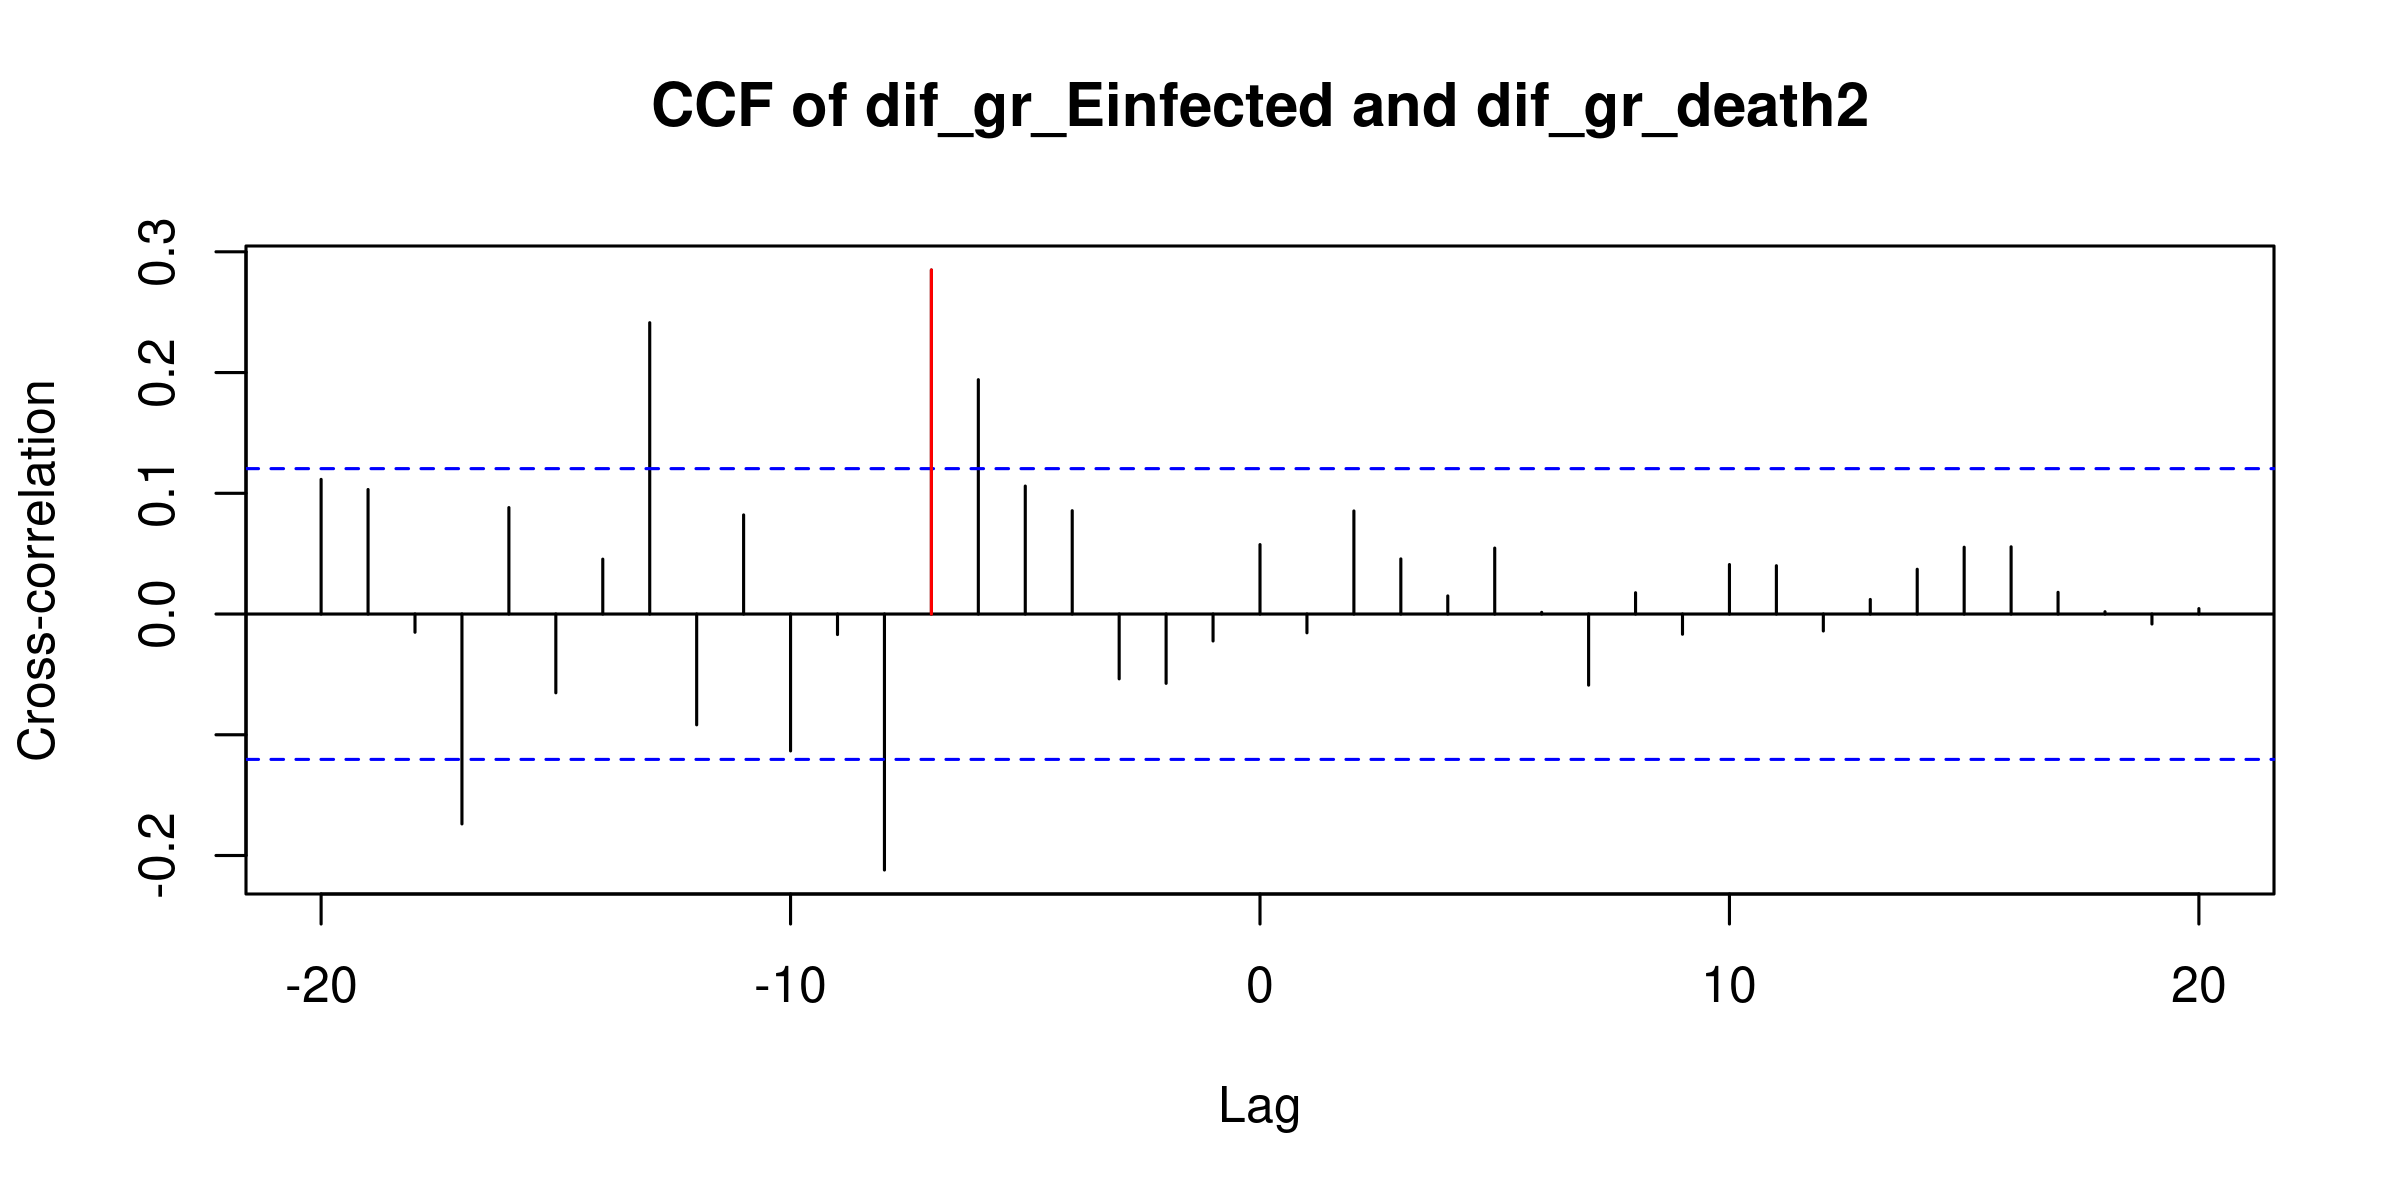 CCF of dif_gr_Einfected and dif_gr_death2
Cross-correlation
0.3
0.2
0.1
0.0
-0.2
-20 -10 0 10 20
Lag